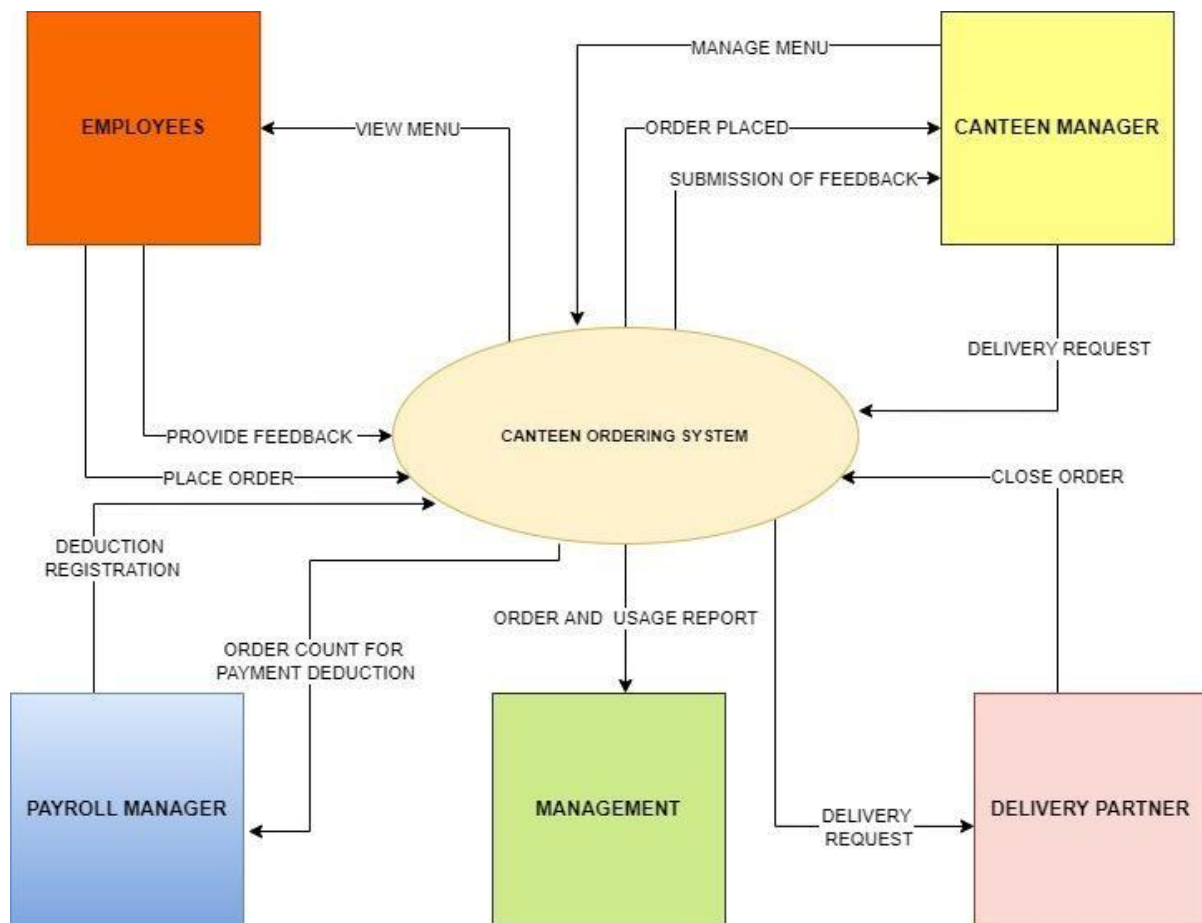 MANAGE MENU
EMPLOYEES
VIEW MENU
ORDER PLACED
CANTEEN MANAGER
SUBMISSION OF FEEDBACK
DELIVERY REQUEST
PROVIDE FEEDBACK
CANTEEN ORDERING SYSTEM
PLACE ORDER
CLOSE ORDER
DEDUCTION
REGISTRATION
ORDER AND USAGE REPORT
ORDER COUNT FOR
PAYMENT DEDUCTION
PAYROLL MANAGER
MANAGEMENT
DELIVERY
REQUEST
DELIVERY PARTNER